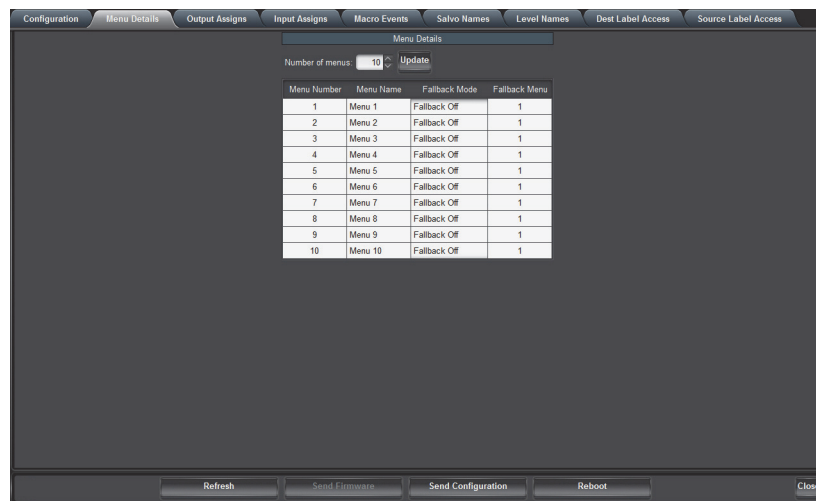 Configuration Menu Details Output Assigns Input Assigns Macro Events Salvo Names Level Names Dest Label Access Source Label Access
Menu Details
Number of menus: 10 Update
Menu Number Menu Name Fallback Mode Fallback Menu
1 Menu 1 Fallback Off 1
2 Menu 2 Fallback Off 1
3 Menu 3 Fallback Off 1
4 Menu 4 Fallback Off 1
5 Menu 5 Fallback Off 1
6 Menu 6 Fallback Off 1
7 Menu 7 Fallback Off 1
8 Menu 8 Fallback Off 1
9 Menu 9 Fallback Off 1
10 Menu 10 Fallback Off 1
Refresh Send Firmware Send Configuration Reboot Clos